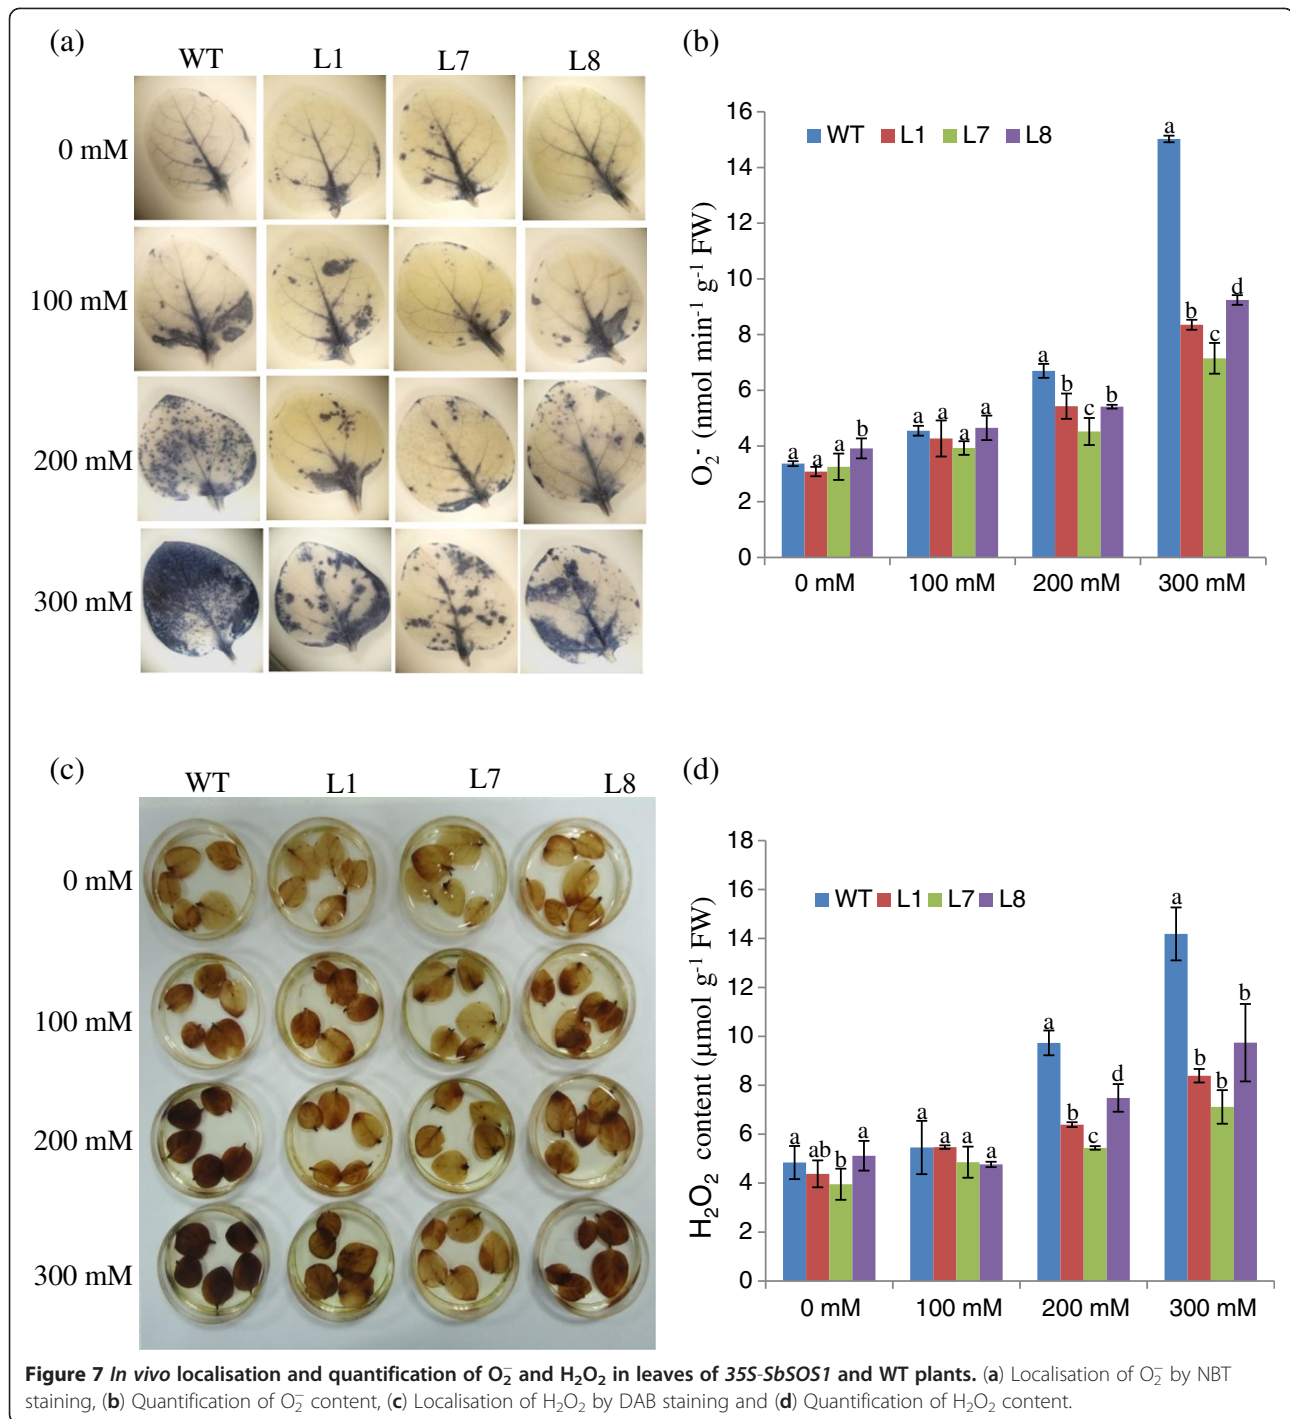 (a)
WT L1 L7 L8
0 mM
100 mM
200 mM
300 mM
(b)
O₂⁻ (nmol min⁻¹ g⁻¹ FW)
16
14
12
10
8
6
4
2
0
WT L1 L7 L8
a a a b
a a a a
a b c b
a b c d
0 mM 100 mM 200 mM 300 mM
(c)
WT L1 L7 L8
0 mM
100 mM
200 mM
300 mM
(d)
H₂O₂ content (µmol g⁻¹ FW)
18
16
14
12
10
8
6
4
2
0
WT L1 L7 L8
a ab b a
a a a a
a b c d
a b b b
0 mM 100 mM 200 mM 300 mM
Figure 7 In vivo localisation and quantification of O₂⁻ and H₂O₂ in leaves of 35S-SbSOS1 and WT plants. (a) Localisation of O₂⁻ by NBT
staining, (b) Quantification of O₂⁻ content, (c) Localisation of H₂O₂ by DAB staining and (d) Quantification of H₂O₂ content.